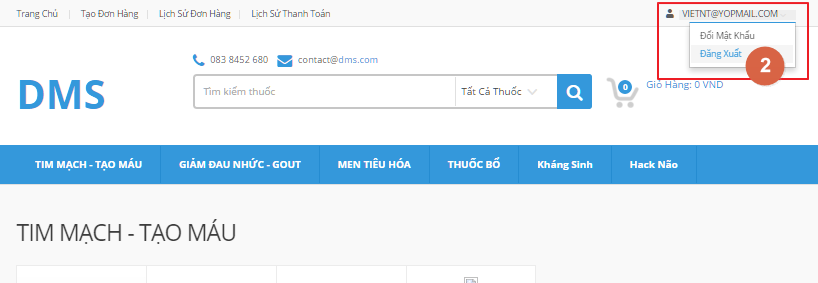 Trang Chủ Tạo Đơn Hàng Lịch Sử Đơn Hàng Lịch Sử Thanh Toán VIETNT@YOPMAIL.COM
Đổi Mật Khẩu
Đăng Xuất
2
083 8452 680 contact@dms.com
DMS
Tìm kiếm thuốc Tất Cả Thuốc
0
Giỏ Hàng: 0 VND
TIM MẠCH - TẠO MÁU GIẢM ĐAU NHỨC - GOUT MEN TIÊU HÓA THUỐC BỔ Kháng Sinh Hack Não
TIM MẠCH - TẠO MÁU